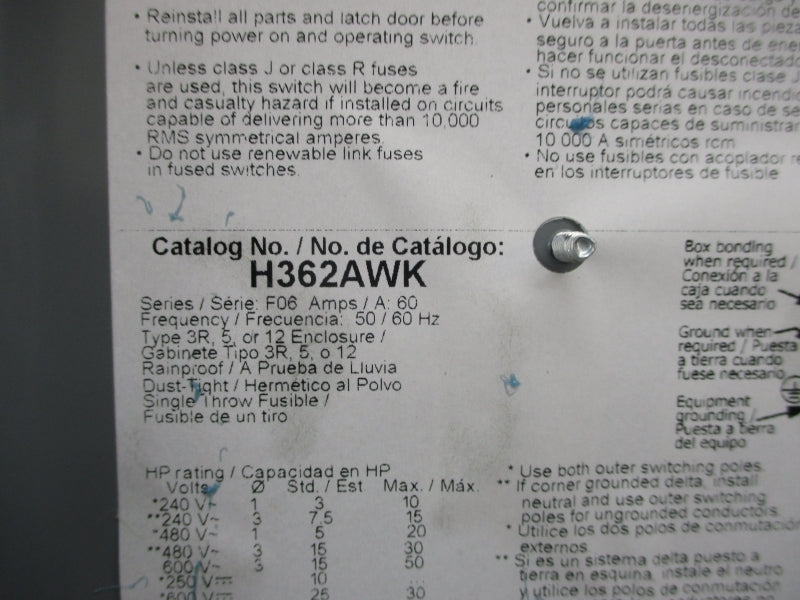 • Reinstall all parts and latch door before
turning power on and operating switch.
• Unless class J or class R fuses
are used, this switch will become a fire
and casualty hazard if installed on circuits
capable of delivering more than 10,000
RMS symmetrical amperes.
• Do not use renewable link fuses
in fused switches.
confirmar la desenergización de
• Vuelva a instalar todas las pieza
seguro a la puerta antes de ener
hacer funcionar el desconectado
• Si no se utilizan fusibles clase J
interruptor podrá causar incendio
personales serias en caso de se
circuitos capaces de suministrar
10 000 A simétricos rcm
• No use fusibles con acoplador re
en los interruptores de fusible
Catalog No. / No. de Catálogo:
H362AWK
Series / Série: F06 Amps / A: 60
Frequency / Frecuencia: 50 / 60 Hz
Type 3R, 5, or 12 Enclosure /
Gabinete Tipo 3R, 5, o 12
Rainproof / A Prueba de Lluvia
Dust-Tight / Hermético al Polvo
Single Throw Fusible /
Fusible de un tiro
Box bonding
when required /
Conexión a la
caja cuando
sea necesario
Ground when
required / Puesta
a tierra cuando
fuese necesario
Equipment
grounding /
Puesta a tierra
del equipo
HP rating / Capacidad en HP
Volts Ø Std. / Est Max. / Máx.
*240 V~ 1 3 10
**240 V~ 3 7.5 15
*480 V~ 1 5 20
**480 V~ 3 15 30
600 V~ 3 15 50
*250 V⎓ 10 ...
*600 V⎓ 25 30
* Use both outer switching poles.
** If corner grounded delta, install
neutral and use outer switching
poles for ungrounded conductors.
* Utilice los dos polos de conmutación
externos
** Si es un sistema delta puesto a
tierra en esquina, instale el neutro
y utilice los polos de conmutación